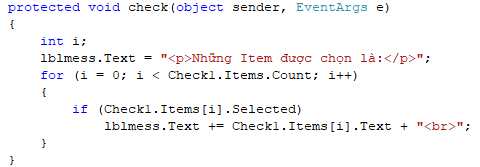 protected void check(object sender, EventArgs e)
{
int i;
lblmess.Text = "<p>Những Item được chọn là:</p>";
for (i = 0; i < Check1.Items.Count; i++)
{
if (Check1.Items[i].Selected)
lblmess.Text += Check1.Items[i].Text + "<br>";
}
}